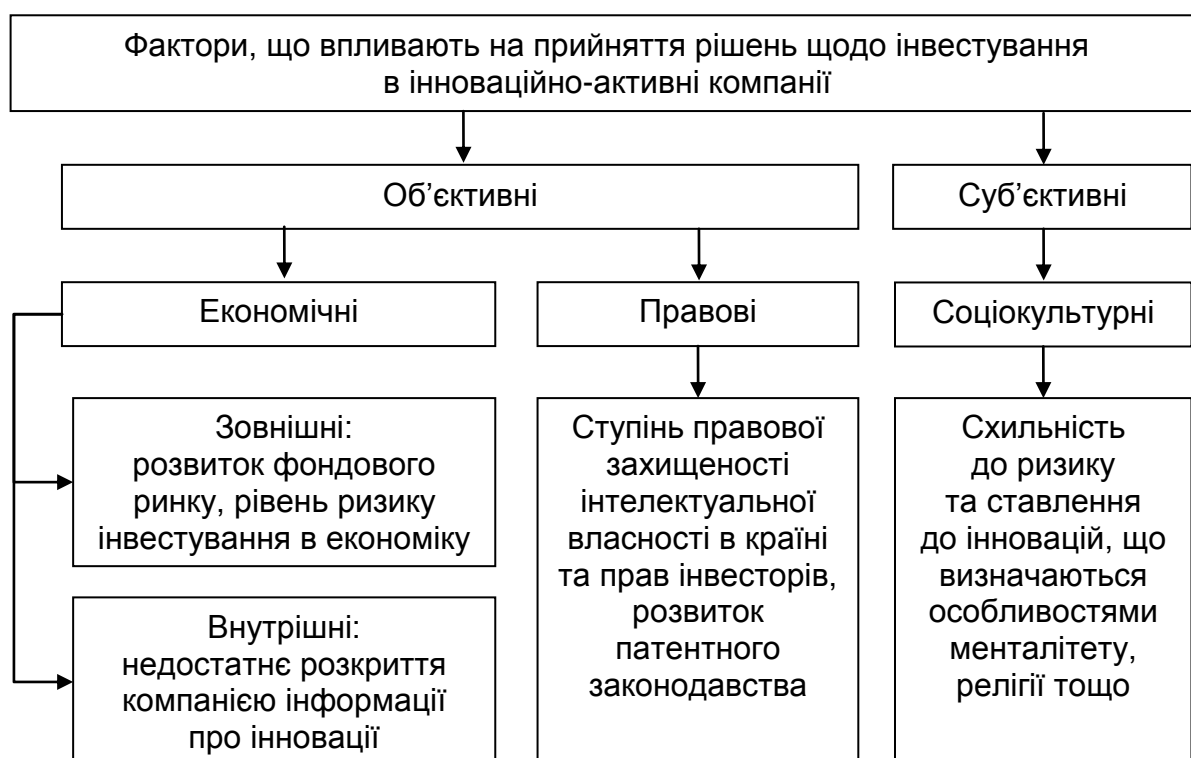 Фактори, що впливають на прийняття рішень щодо інвестування
в інноваційно-активні компанії
Об’єктивні
Суб’єктивні
Економічні
Правові
Соціокультурні
Зовнішні:
розвиток фондового
ринку, рівень ризику
інвестування в економіку
Внутрішні:
недостатнє розкриття
компанією інформації
про інновації
Ступінь правової
захищеності
інтелектуальної
власності в країні
та прав інвесторів,
розвиток
патентного
законодавства
Схильність
до ризику
та ставлення
до інновацій, що
визначаються
особливостями
менталітету,
релігії тощо